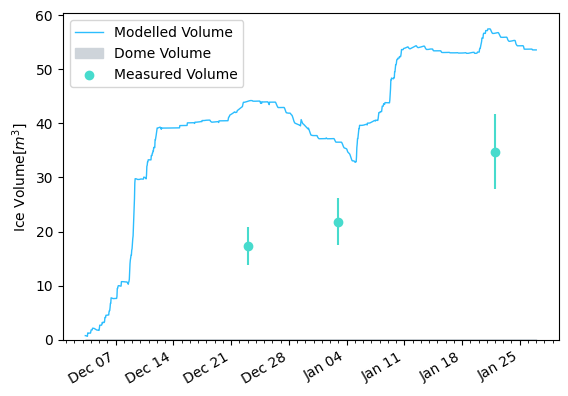 60
50
40
30
20
10
0
Ice Volume[m³]
Modelled Volume
Dome Volume
Measured Volume
Dec 07
Dec 14
Dec 21
Dec 28
Jan 04
Jan 11
Jan 18
Jan 25